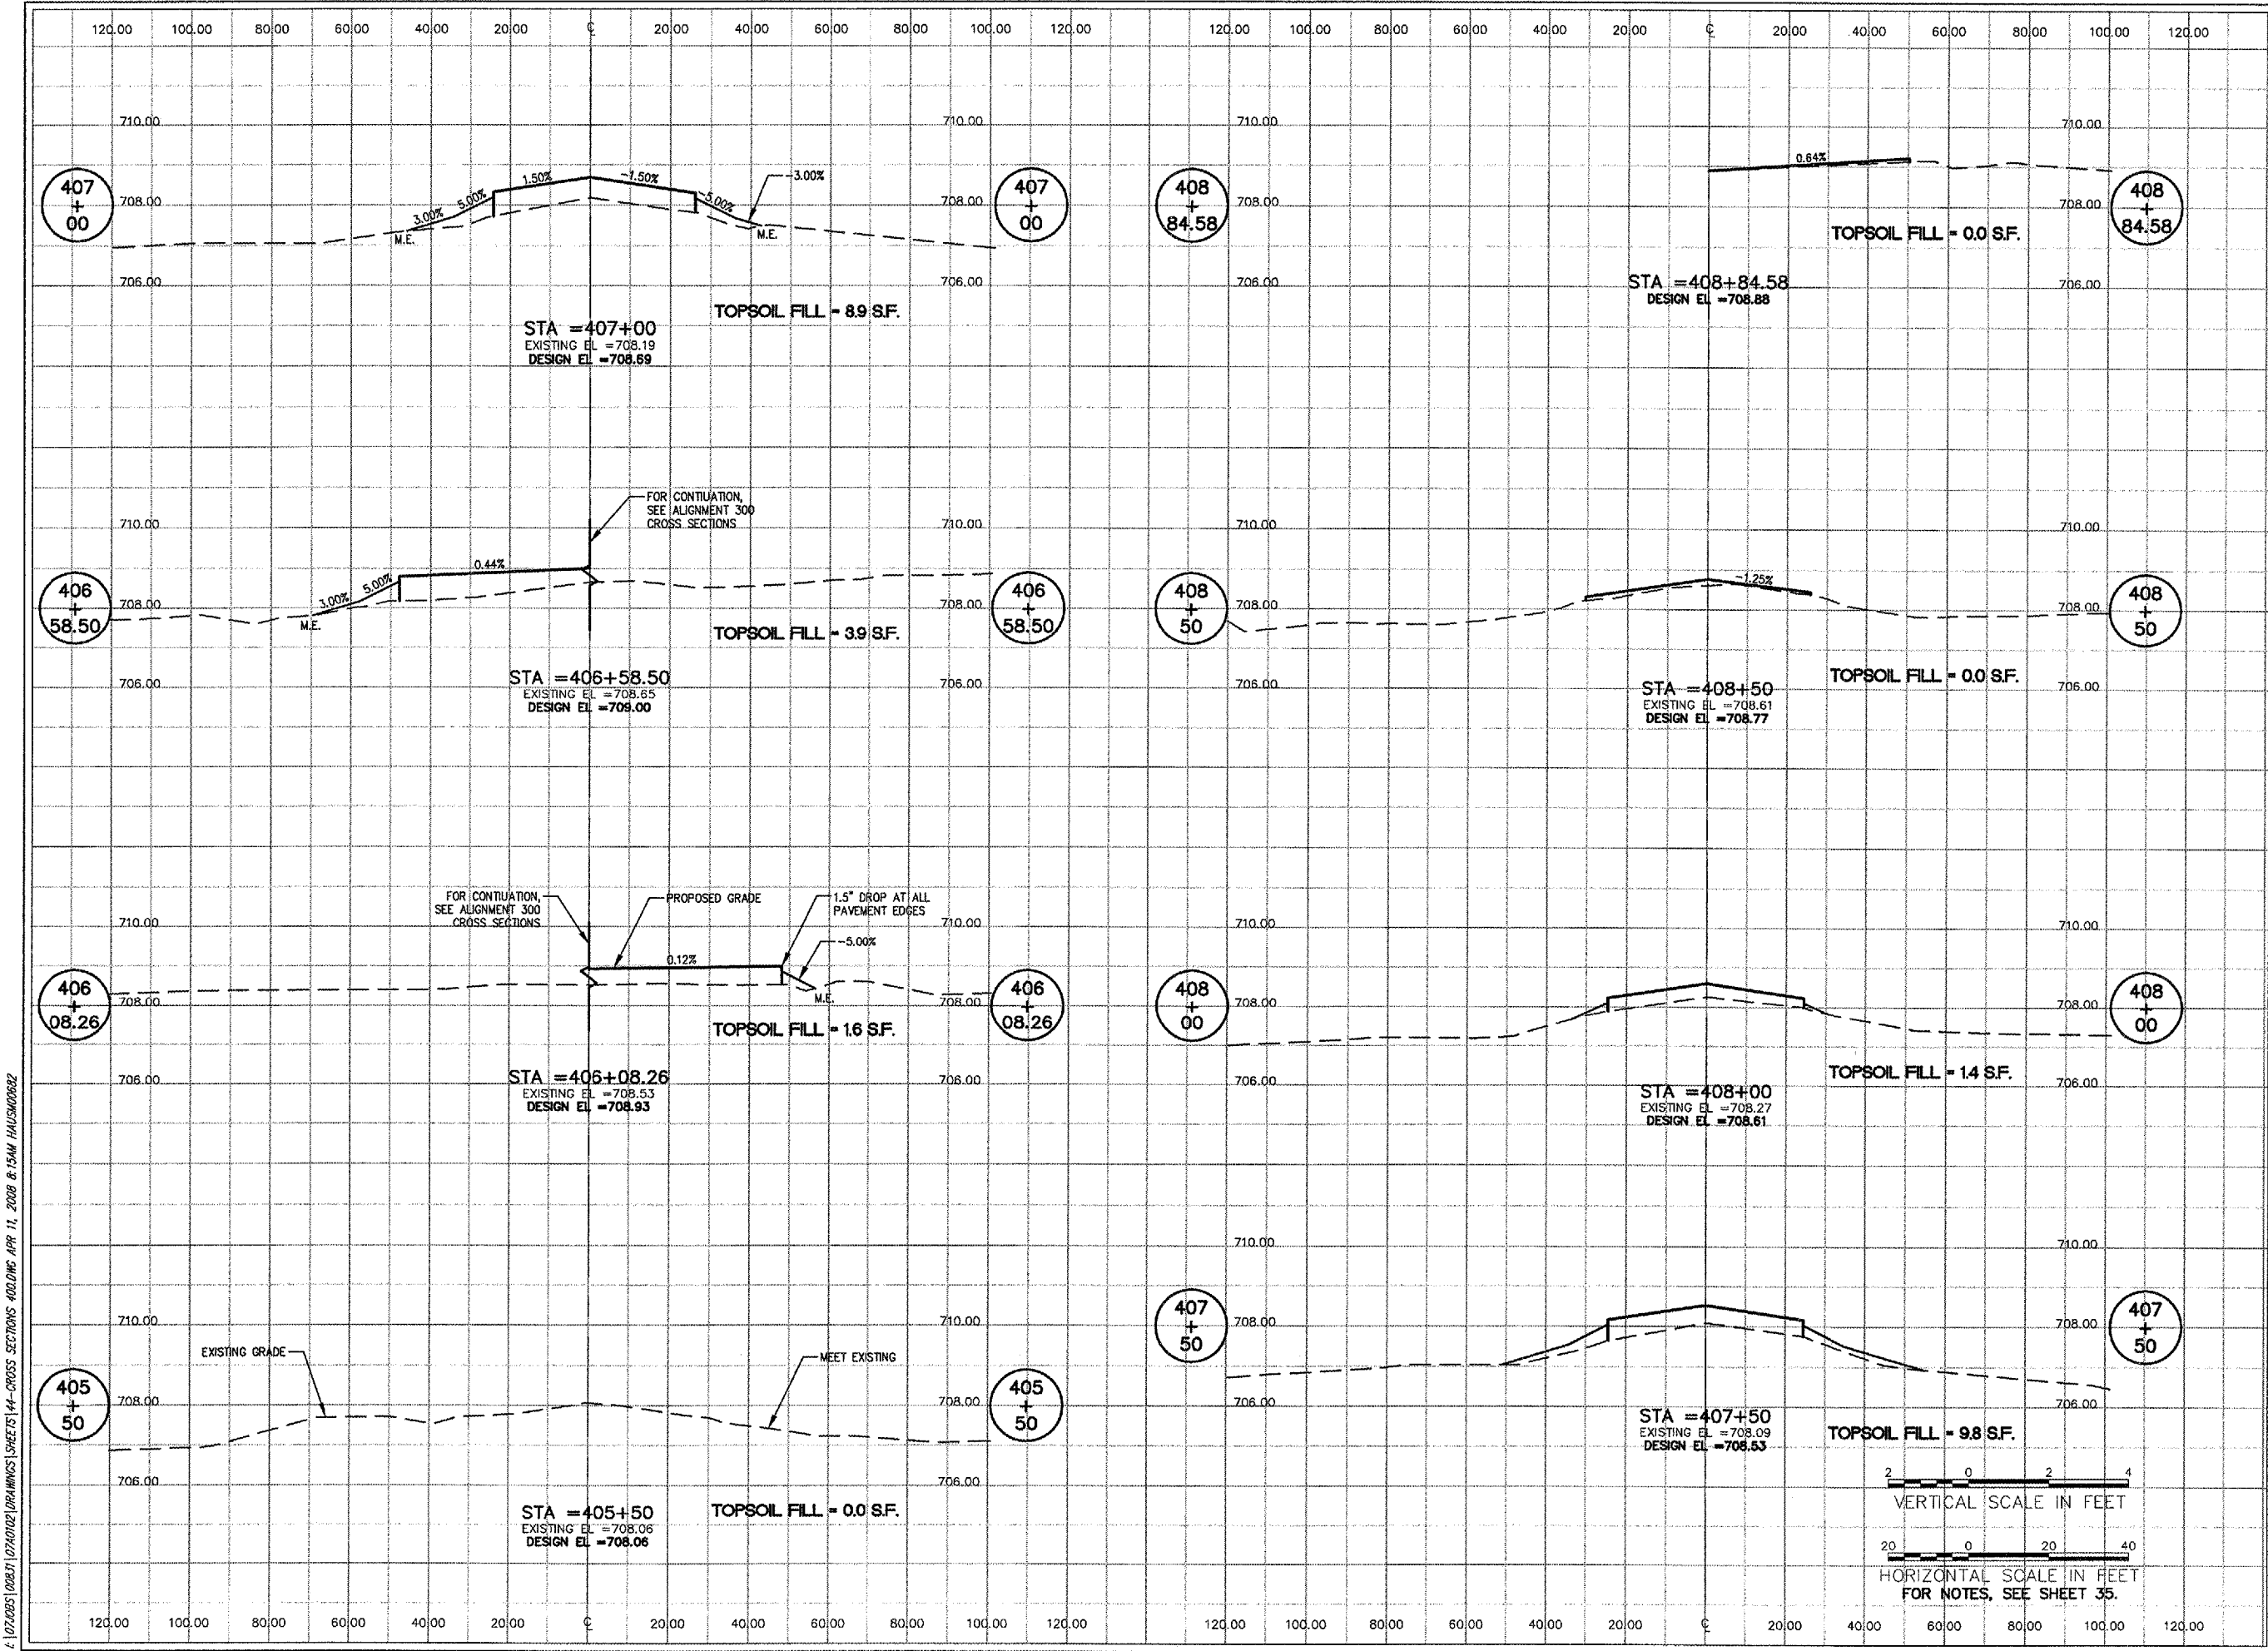 120.00 100.00 80.00 60.00 40.00 20.00 ℄ 20.00 40.00 60.00 80.00 100.00 120.00
120.00 100.00 80.00 60.00 40.00 20.00 ℄ 20.00 40.00 60.00 80.00 100.00 120.00
710.00 710.00
407 + 00
708.00
3.00% 5.00% 1.50% -1.50% -5.00% -3.00%
M.E. M.E.
708.00
407 + 00
706.00 706.00
TOPSOIL FILL = 8.9 S.F.
STA =407+00
EXISTING EL =708.19
DESIGN EL =708.69
FOR CONTIUATION,
SEE ALIGNMENT 300
CROSS SECTIONS
710.00 710.00
406 + 58.50
708.00
3.00% 5.00% 0.44%
M.E.
708.00
406 + 58.50
TOPSOIL FILL = 3.9 S.F.
706.00 706.00
STA =406+58.50
EXISTING EL =708.65
DESIGN EL =709.00
FOR CONTIUATION,
SEE ALIGNMENT 300
CROSS SECTIONS
PROPOSED GRADE
1.5" DROP AT ALL
PAVEMENT EDGES
710.00 710.00
-5.00%
0.12%
406 + 08.26
708.00
M.E.
708.00
406 + 08.26
TOPSOIL FILL = 1.6 S.F.
706.00 706.00
STA =406+08.26
EXISTING EL =708.53
DESIGN EL =708.93
710.00 710.00
EXISTING GRADE
MEET EXISTING
405 + 50
708.00 708.00
405 + 50
706.00 706.00
STA =405+50
EXISTING EL =708.06
DESIGN EL =708.06
TOPSOIL FILL = 0.0 S.F.
710.00 710.00
408 + 84.58
708.00
0.64%
708.00
408 + 84.58
TOPSOIL FILL = 0.0 S.F.
706.00 706.00
STA =408+84.58
DESIGN EL =708.88
710.00 710.00
408 + 50
708.00
-1.25%
708.00
408 + 50
TOPSOIL FILL = 0.0 S.F.
706.00 706.00
STA =408+50
EXISTING EL =708.61
DESIGN EL =708.77
710.00 710.00
408 + 00
708.00 708.00
408 + 00
TOPSOIL FILL = 1.4 S.F.
706.00 706.00
STA =408+00
EXISTING EL =708.27
DESIGN EL =708.61
710.00 710.00
407 + 50
708.00 708.00
407 + 50
706.00 706.00
STA =407+50
EXISTING EL =708.09
DESIGN EL =708.53
TOPSOIL FILL = 9.8 S.F.
2 0 2 4
VERTICAL SCALE IN FEET
20 0 20 40
HORIZONTAL SCALE IN FEET
FOR NOTES, SEE SHEET 35.
120.00 100.00 80.00 60.00 40.00 20.00 ℄ 20.00 40.00 60.00 80.00 100.00 120.00
120.00 100.00 80.00 60.00 40.00 20.00 ℄ 20.00 40.00 60.00 80.00 100.00 120.00
\07JOBS\00831\07A0102\DRAWINGS\SHEETS\44-CROSS SECTIONS 400.DWG APR 11, 2008 8:15AM HAUSM00682